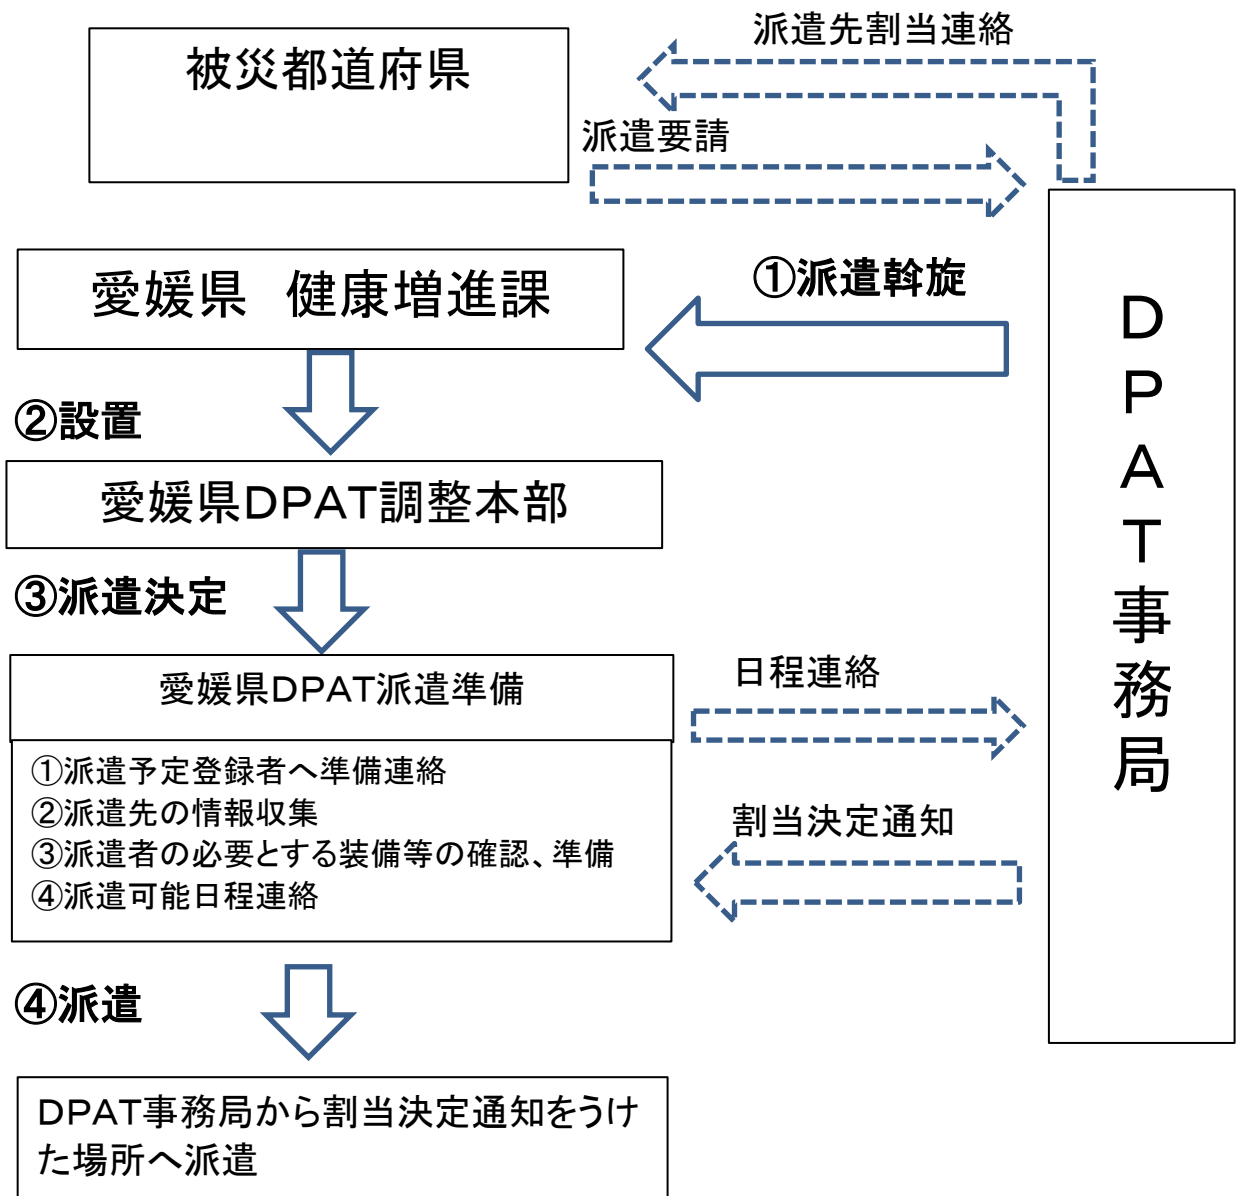 派遣先割当連絡
被災都道府県
派遣要請
①派遣斡旋
愛媛県　健康増進課
②設置
愛媛県DPAT調整本部
③派遣決定
愛媛県DPAT派遣準備
日程連絡
①派遣予定登録者へ準備連絡
②派遣先の情報収集
③派遣者の必要とする装備等の確認、準備
④派遣可能日程連絡
割当決定通知
DPAT事務局
④派遣
DPAT事務局から割当決定通知をうけ
た場所へ派遣